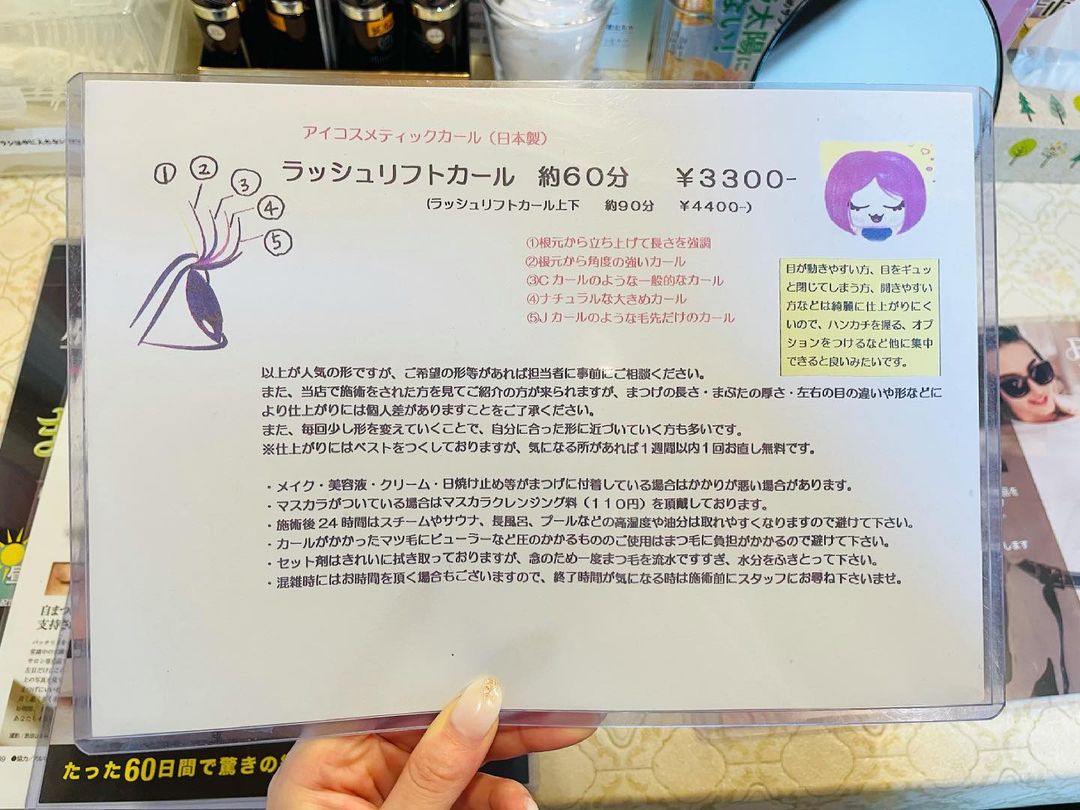 太陽に
ない!
アイコスメティックカール（日本製）
ラッシュリフトカール 約60分 ￥3300-
(ラッシュリフトカール上下 約90分 ￥4400-)
① ② ③ ④ ⑤
①根元から立ち上げて長さを強調
②根元から角度の強いカール
③Cカールのような一般的なカール
④ナチュラルな大きめカール
⑤Jカールのような毛先だけのカール
目が動きやすい方、目をギュッ
と閉じてしまう方、開きやすい
方などは綺麗に仕上がりにく
いので、ハンカチを握る、オプ
ションをつけるなど他に集中
できると良いみたいです。
以上が人気の形ですが、ご希望の形等があれば担当者に事前にご相談ください。
また、当店で施術をされた方を見てご紹介の方が来られますが、まつげの長さ・まぶたの厚さ・左右の目の違いや形などに
より仕上がりには個人差がありますことをご了承ください。
また、毎回少し形を変えていくことで、自分に合った形に近づいていく方も多いです。
※仕上がりにはベストをつくしておりますが、気になる所があれば1週間以内1回お直し無料です。
・メイク・美容液・クリーム・日焼け止め等がまつげに付着している場合はかかりが悪い場合があります。
・マスカラがついている場合はマスカラクレンジング料（110円）を頂戴しております。
・施術後24時間はスチームやサウナ、長風呂、プールなどの高湿度や油分は取れやすくなりますので避けて下さい。
・カールがかかったマツ毛にビューラーなど圧のかかるもののご使用はまつ毛に負担がかかるので避けて下さい。
・セット剤はきれいに拭き取っておりますが、念のため一度まつ毛を流水ですすぎ、水分をふきとって下さい。
・混雑時にはお時間を頂く場合もございますので、終了時間が気になる時は施術前にスタッフにお尋ね下さいませ。
自まつ
支持さ
たった60日間で驚きの